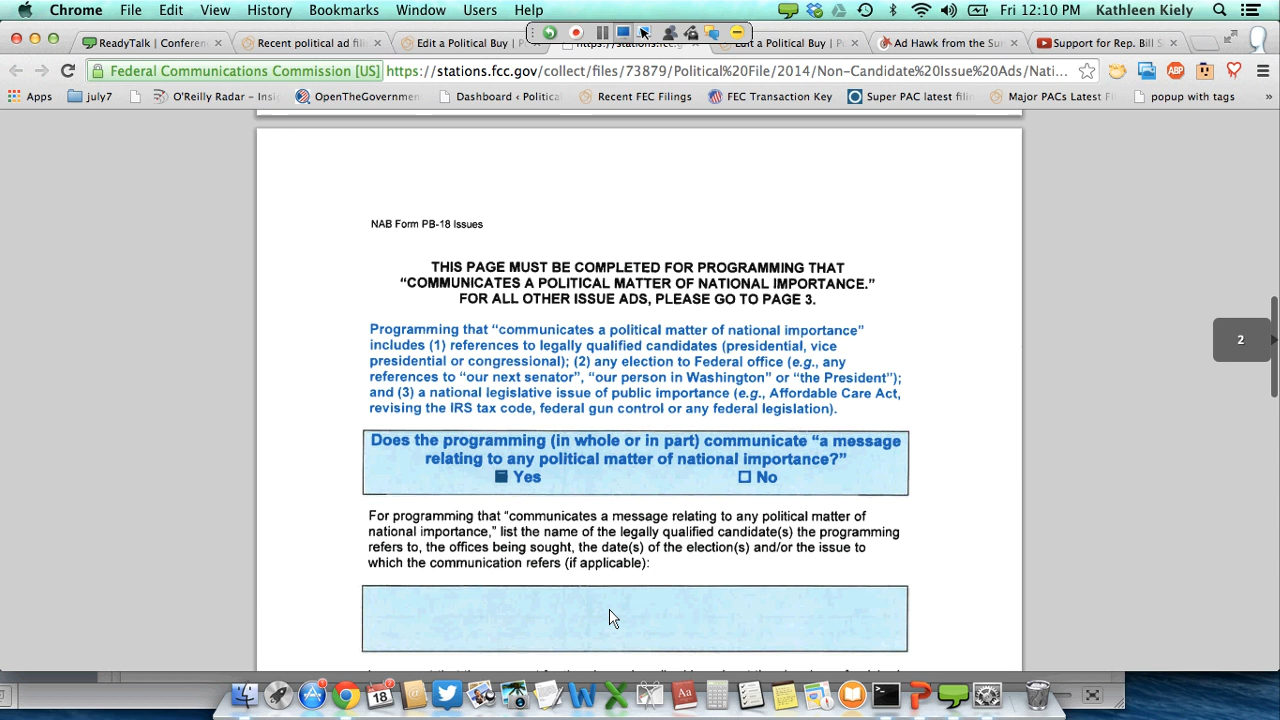 Chrome File Edit View History Bookmarks Window Users Help Fri 12:10 PM Kathleen Kiely
ReadyTalk | Conferen Recent political ad fil Edit a Political Buy | P https://stations.fcc.g Edit a Political Buy | P Ad Hawk from the Su Support for Rep. Bill S
Federal Communications Commission [US] https://stations.fcc.gov/collect/files/73879/Political%20File/2014/Non-Candidate%20Issue%20Ads/Nati...
Apps july7 O'Reilly Radar - Insi OpenTheGovernmen Dashboard ‹ Political Recent FEC Filings FEC Transaction Key Super PAC latest filin Major PACs Latest F popup with tags »
ABP
NAB Form PB-18 Issues
THIS PAGE MUST BE COMPLETED FOR PROGRAMMING THAT
“COMMUNICATES A POLITICAL MATTER OF NATIONAL IMPORTANCE.”
FOR ALL OTHER ISSUE ADS, PLEASE GO TO PAGE 3.
Programming that “communicates a political matter of national importance”
includes (1) references to legally qualified candidates (presidential, vice
presidential or congressional); (2) any election to Federal office (e.g., any
references to “our next senator”, “our person in Washington” or “the President”);
and (3) a national legislative issue of public importance (e.g., Affordable Care Act,
revising the IRS tax code, federal gun control or any federal legislation).
2
Does the programming (in whole or in part) communicate “a message
relating to any political matter of national importance?”
Yes No
For programming that “communicates a message relating to any political matter of
national importance,” list the name of the legally qualified candidate(s) the programming
refers to, the offices being sought, the date(s) of the election(s) and/or the issue to
which the communication refers (if applicable):
18